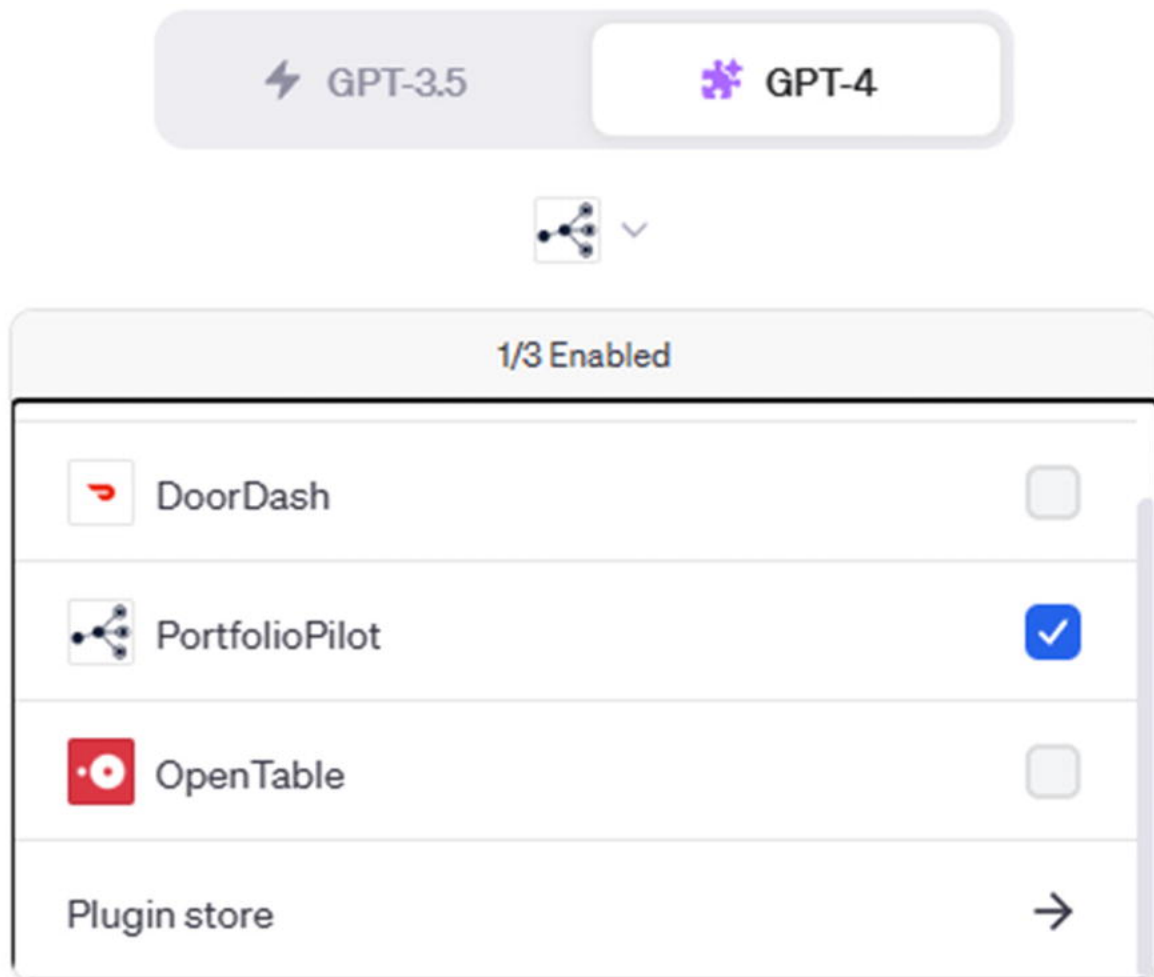 GPT-3.5 GPT-4
1/3 Enabled
DoorDash
PortfolioPilot
OpenTable
Plugin store